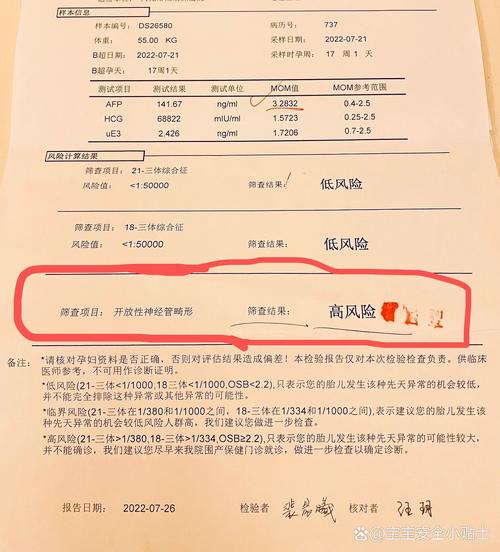 样本信息
样本编号: DS26580 病历号: 737
体重: 55.00 KG 采样日期: 2022-07-21
B超日期: 2022-07-21 采样时孕周: 17 周 1 天
B超孕天: 17周1天
测试项目 测试结果 测试单位 MOM值 MOM参考范围
AFP 141.67 ng/ml 3.2832 0.4-2.5
HCG 68822 mIU/ml 1.5723 0.25-2.5
uE3 2.426 ng/ml 1.7206 0.7-2.5
风险计算结果
筛查项目: 21-三体综合征
风险值: <1:50000 筛查结果: 低风险
筛查项目: 18-三体综合征
风险值: <1:50000 筛查结果: 低风险
筛查项目: 开放性神经管畸形 筛查结果: 高风险
备注: *请核对孕妇资料是否正确，否则对评估结果造成偏差！本检验报告仅对本次检验检查负责。供临床
医师参考，不可用作诊断证明。
*低风险(21-三体<1/1000,18三体<1/1000,OSB<2.2),只表示您的胎儿发生该种先天异常的机会较低，
并不能完全排除这种异常或其他异常的可能性。
*临界风险(21-三体在1/380和1/1000之间，18-三体在1/334和1/1000之间)，表示建议您的胎儿发生该种先天
异常的机会较低风险人群高，我们建议您做进一步检查。
*高风险(21-三体>1/380,18-三体>1/334,OSB≥2.2),只表示您的胎儿发生该种先天异常的可能性较大，
并不能确诊，我们建议您尽早来我院围产保健门诊就诊，做进一步检查以确定诊断。
报告日期: 2022-07-26 检验者 核对者 汪玥
宝宝安全小贴士